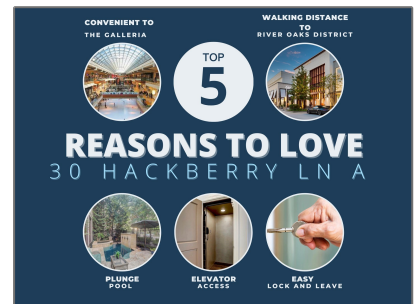 CONVENIENT TO
THE GALLERIA
TOP
5
WALKING DISTANCE
TO
RIVER OAKS DISTRICT
REASONS TO LOVE
30 HACKBERRY LN A
PLUNGE
POOL
ELEVATOR
ACCESS
EASY
LOCK AND LEAVE